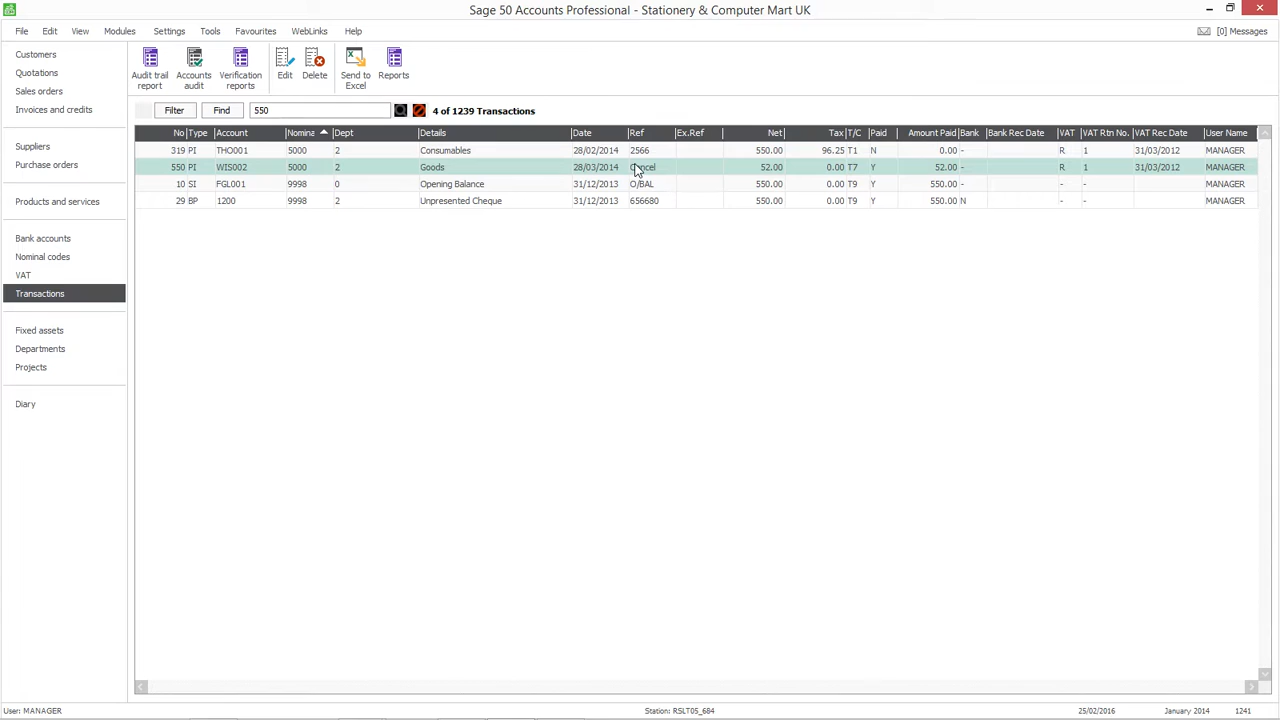 Sage 50 Accounts Professional - Stationery & Computer Mart UK
File Edit View Modules Settings Tools Favourites WebLinks Help [0] Messages
Customers
Quotations
Sales orders
Invoices and credits
Suppliers
Purchase orders
Products and services
Bank accounts
Nominal codes
VAT
Transactions
Fixed assets
Departments
Projects
Diary
Audit trail report
Accounts audit
Verification reports
Edit
Delete
Send to Excel
Reports
Filter Find 550 4 of 1239 Transactions
No Type Account Nomina Dept Details Date Ref Ex.Ref Net Tax T/C Paid Amount Paid Bank Bank Rec Date VAT VAT Rtn No. VAT Rec Date User Name
319 PI THO001 5000 2 Consumables 28/02/2014 2566 550.00 96.25 T1 N 0.00 - R 1 31/03/2012 MANAGER
550 PI WIS002 5000 2 Goods 28/03/2014 52.00 0.00 T7 Y 52.00 - R 1 31/03/2012 MANAGER
10 SI FGL001 9998 0 Opening Balance 31/12/2013 O/BAL 550.00 0.00 T9 Y 550.00 - - - MANAGER
29 BP 1200 9998 2 Unpresented Cheque 31/12/2013 656680 550.00 0.00 T9 Y 550.00 N - - MANAGER
User: MANAGER Station: RSLT05_684 25/02/2016 January 2014 1241